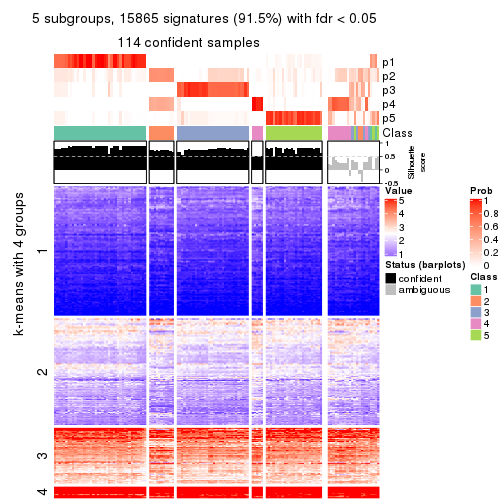 5 subgroups, 15865 signatures (91.5%) with fdr < 0.05
114 confident samples
p1
p2
p3
p4
p5
Class
1
0.5
0
-0.5
Silhouette
score
k-means with 4 groups
1
2
3
4
Value
5
4
3
2
1
Status (barplots)
confident
ambiguous
Prob
1
0.8
0.6
0.4
0.2
0
Class
1
2
3
4
5